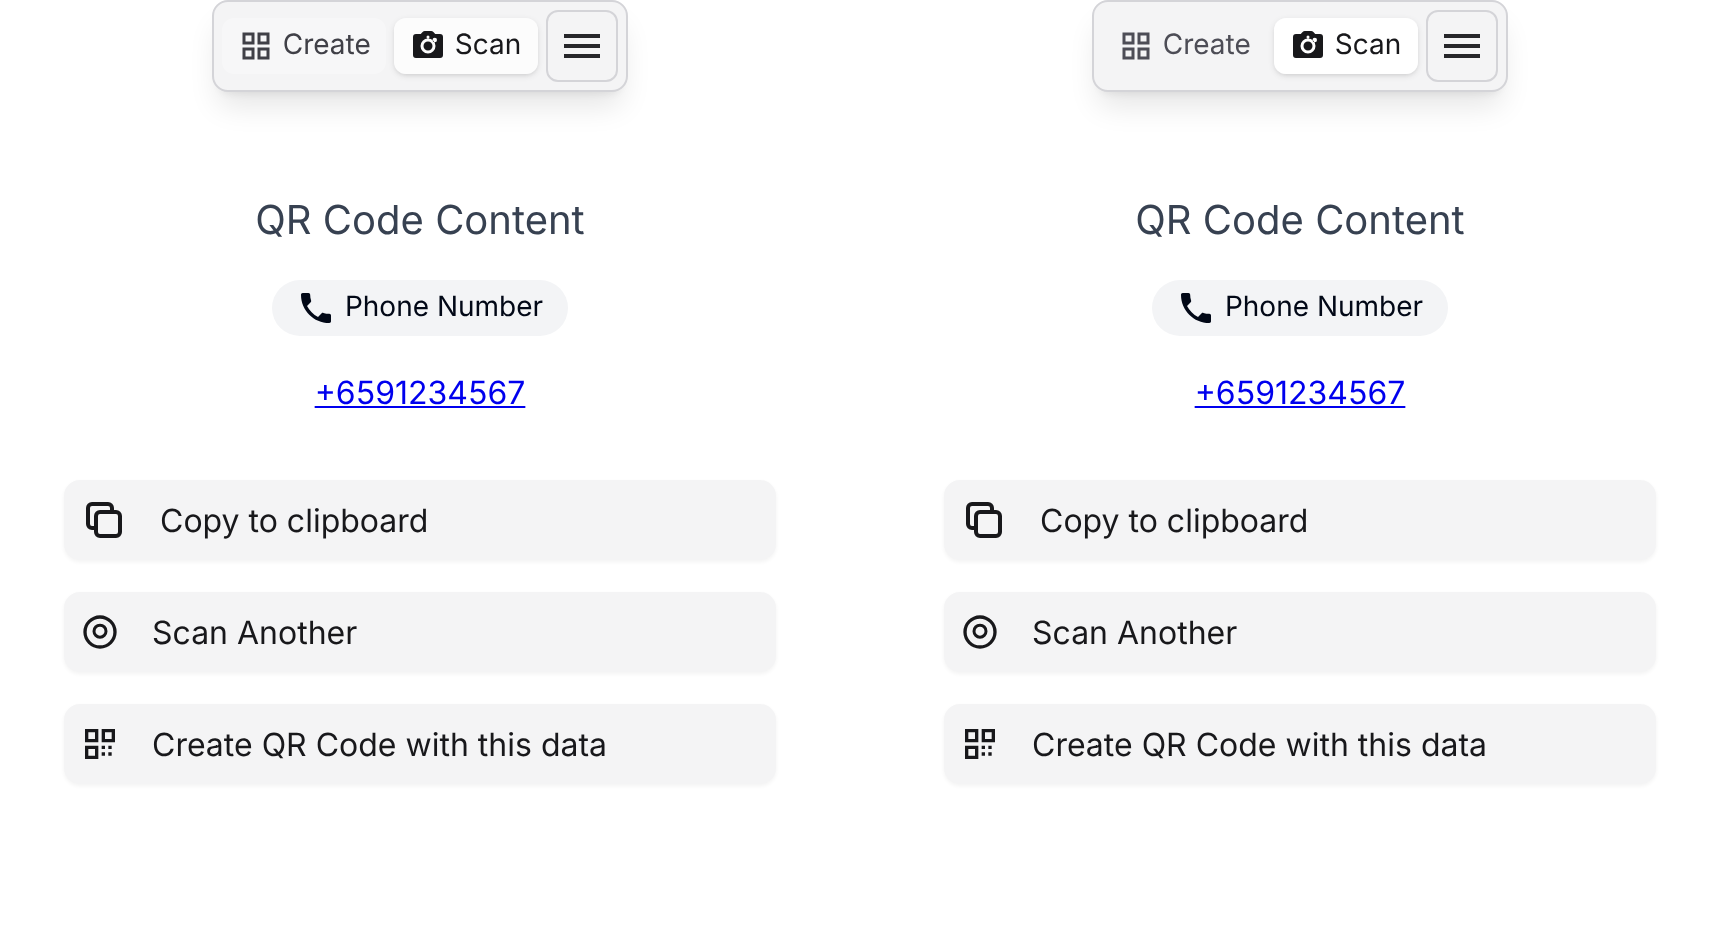 Create Scan
QR Code Content
Phone Number
+6591234567
Copy to clipboard
Scan Another
Create QR Code with this data
Create Scan
QR Code Content
Phone Number
+6591234567
Copy to clipboard
Scan Another
Create QR Code with this data